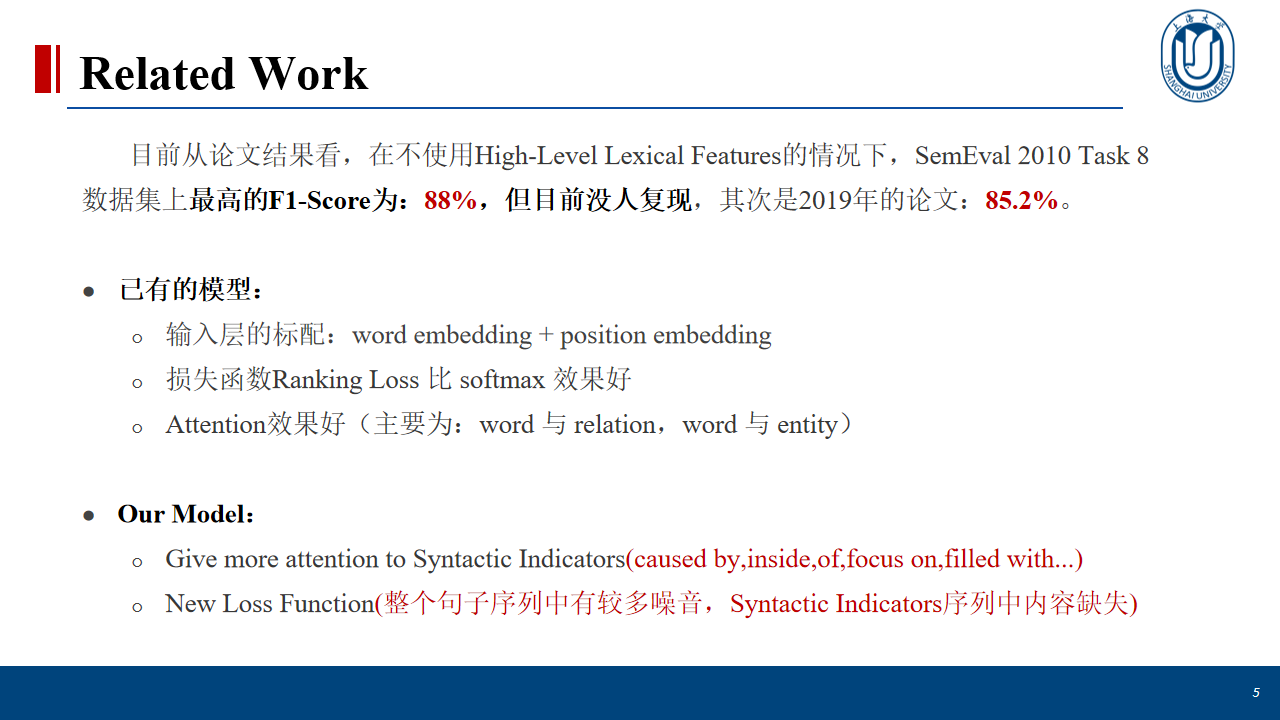 Related Work
上海大学
SHANGHAI UNIVERSITY
目前从论文结果看，在不使用High-Level Lexical Features的情况下，SemEval 2010 Task 8
数据集上最高的F1-Score为：88%，但目前没人复现，其次是2019年的论文：85.2%。
● 已有的模型：
○ 输入层的标配：word embedding + position embedding
○ 损失函数Ranking Loss 比 softmax 效果好
○ Attention效果好（主要为：word 与 relation，word 与 entity）
● Our Model：
○ Give more attention to Syntactic Indicators(caused by,inside,of,focus on,filled with...)
○ New Loss Function(整个句子序列中有较多噪音，Syntactic Indicators序列中内容缺失)
5